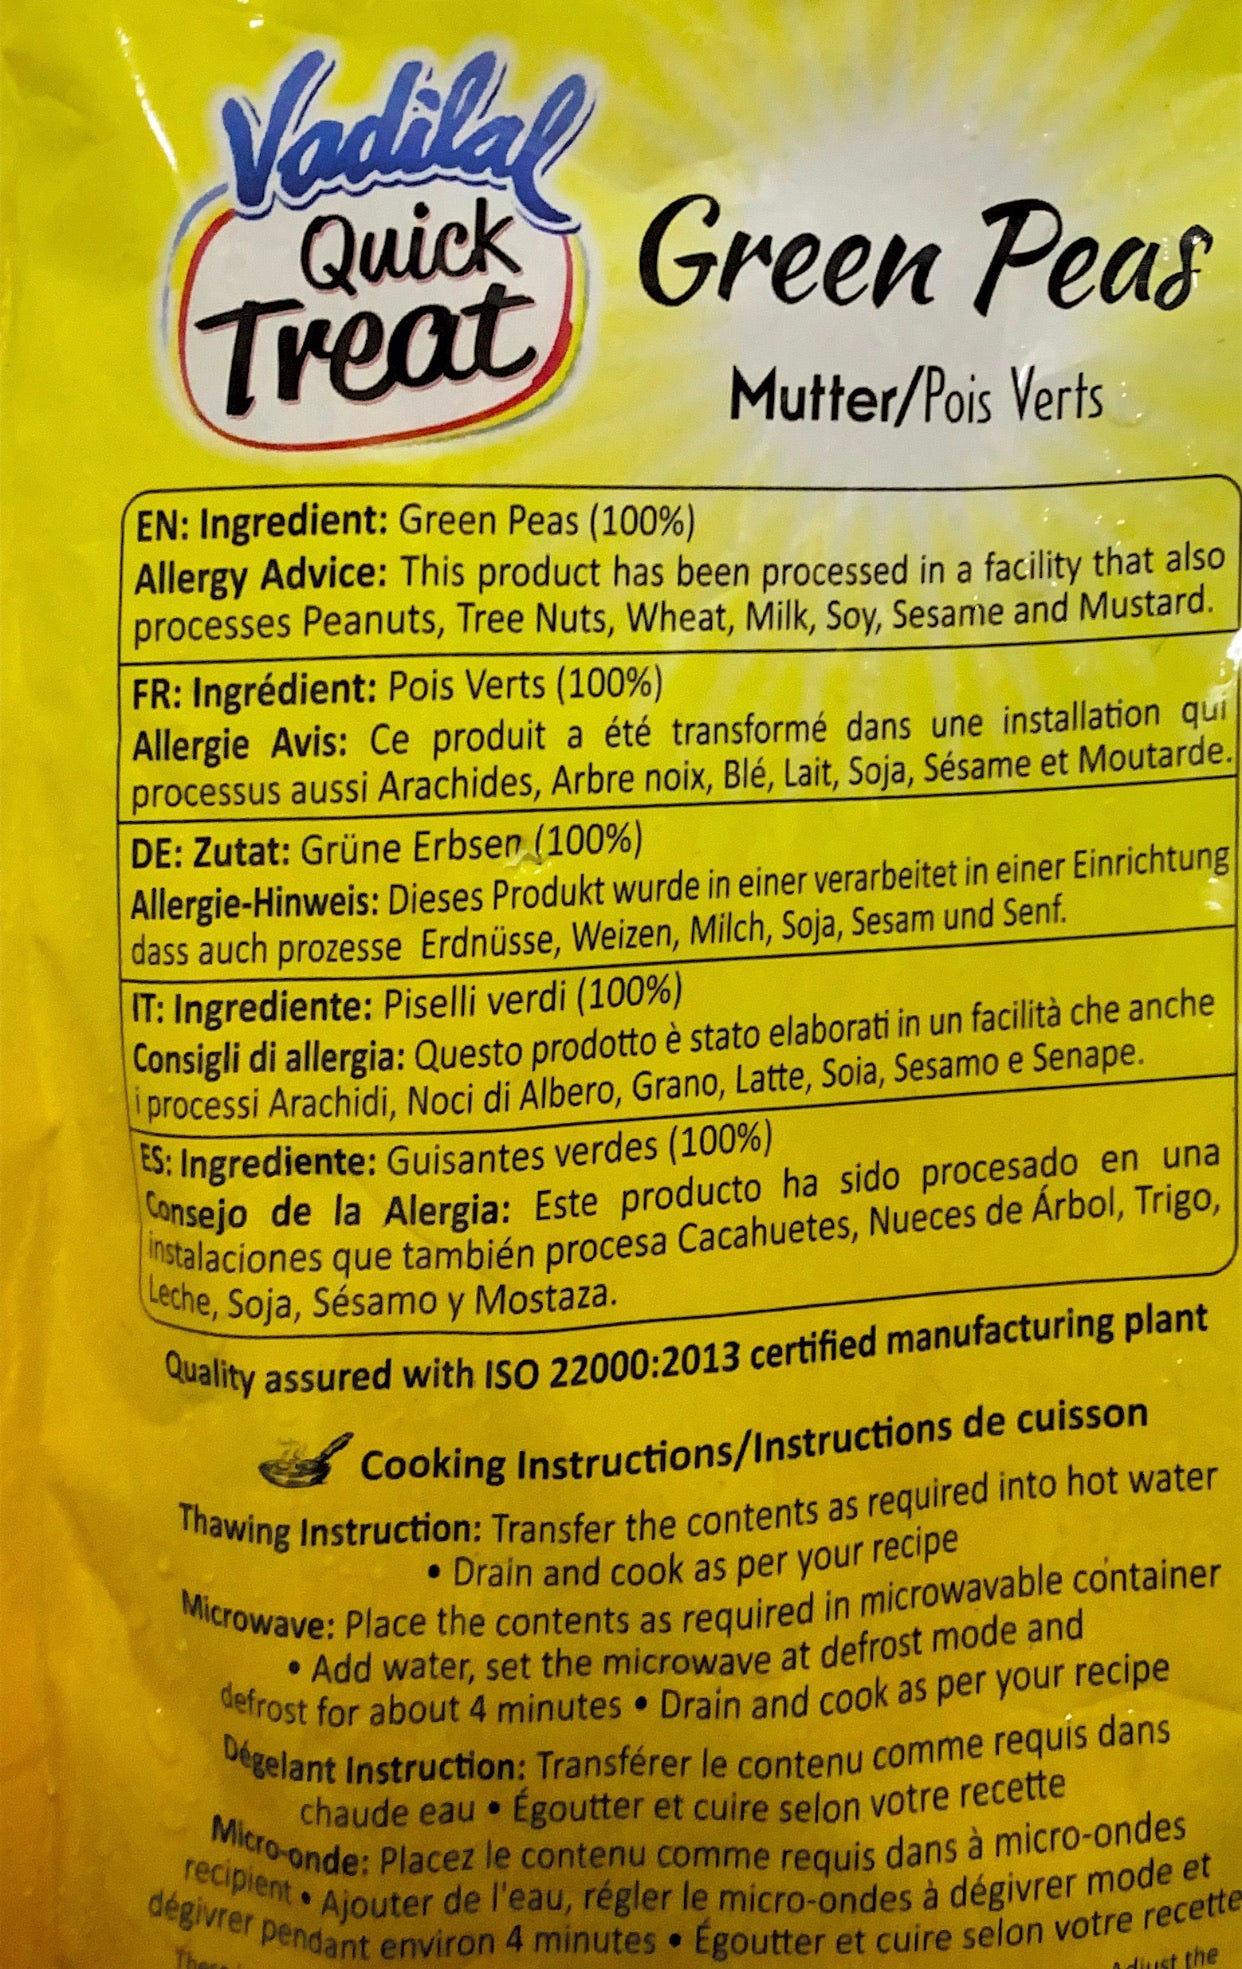 Vadilal
Quick
Treat
Green Peas
Mutter/Pois Verts
EN: Ingredient: Green Peas (100%)
Allergy Advice: This product has been processed in a facility that also
processes Peanuts, Tree Nuts, Wheat, Milk, Soy, Sesame and Mustard.
FR: Ingrédient: Pois Verts (100%)
Allergie Avis: Ce produit a été transformé dans une installation qui
processus aussi Arachides, Arbre noix, Blé, Lait, Soja, Sésame et Moutarde.
DE: Zutat: Grüne Erbsen (100%)
Allergie-Hinweis: Dieses Produkt wurde in einer verarbeitet in einer Einrichtung
dass auch prozesse Erdnüsse, Weizen, Milch, Soja, Sesam und Senf.
IT: Ingrediente: Piselli verdi (100%)
Consigli di allergia: Questo prodotto è stato elaborati in un facilità che anche
i processi Arachidi, Noci di Albero, Grano, Latte, Soia, Sesamo e Senape.
ES: Ingrediente: Guisantes verdes (100%)
Consejo de la Alergia: Este producto ha sido procesado en una
instalaciones que también procesa Cacahuetes, Nueces de Árbol, Trigo,
Leche, Soja, Sésamo y Mostaza.
Quality assured with ISO 22000:2013 certified manufacturing plant
Cooking Instructions/Instructions de cuisson
Thawing Instruction: Transfer the contents as required into hot water
• Drain and cook as per your recipe
Microwave: Place the contents as required in microwavable container
• Add water, set the microwave at defrost mode and
defrost for about 4 minutes • Drain and cook as per your recipe
Dégelant Instruction: Transférer le contenu comme requis dans
chaude eau • Égoutter et cuire selon votre recette
Micro-onde: Placez le contenu comme requis dans à micro-ondes
recipient • Ajouter de l'eau, régler le micro-ondes à dégivrer mode et
dégivrer pendant environ 4 minutes • Égoutter et cuire selon votre recette
Adjust the